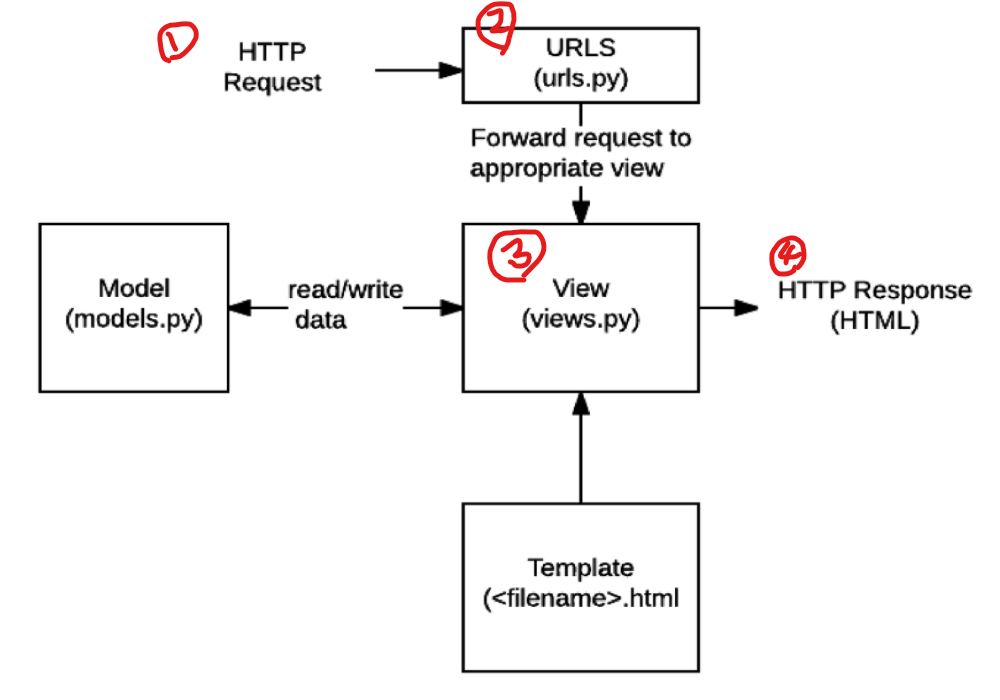 ①
HTTP
Request
②
URLS
(urls.py)
Forward request to
appropriate view
Model
(models.py)
read/write
data
③
View
(views.py)
④
HTTP Response
(HTML)
Template
(<filename>.html